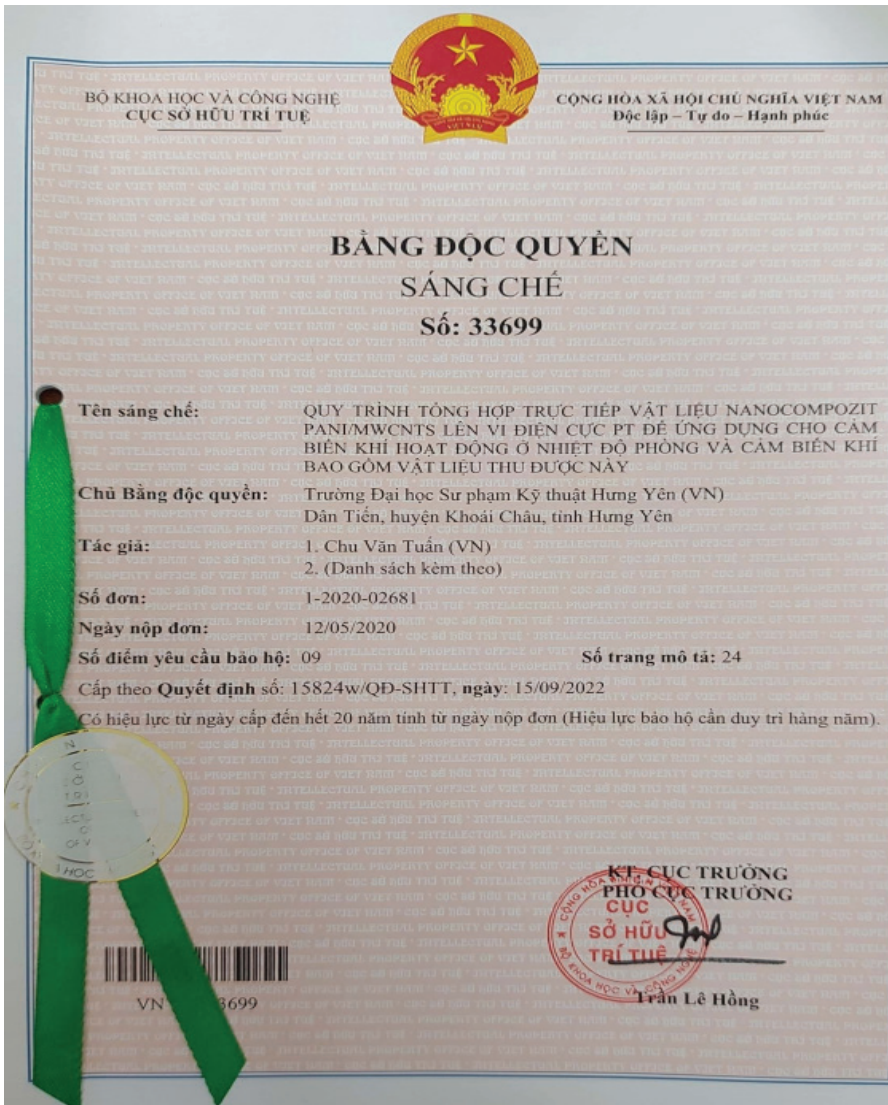 BỘ KHOA HỌC VÀ CÔNG NGHỆ
CỤC SỞ HỮU TRÍ TUỆ
CỘNG HÒA XÃ HỘI CHỦ NGHĨA VIỆT NAM
Độc lập – Tự do – Hạnh phúc
BẰNG ĐỘC QUYỀN
SÁNG CHẾ
Số: 33699
Tên sáng chế: QUY TRÌNH TỔNG HỢP TRỰC TIẾP VẬT LIỆU NANOCOMPOZIT
PANI/MWCNTS LÊN VI ĐIỆN CỰC PT ĐỂ ỨNG DỤNG CHO CẢM
BIẾN KHÍ HOẠT ĐỘNG Ở NHIỆT ĐỘ PHÒNG VÀ CẢM BIẾN KHÍ
BAO GỒM VẬT LIỆU THU ĐƯỢC NÀY
Chủ Bằng độc quyền: Trường Đại học Sư phạm Kỹ thuật Hưng Yên (VN)
Dân Tiến, huyện Khoái Châu, tỉnh Hưng Yên
Tác giả: 1. Chu Văn Tuấn (VN)
2. (Danh sách kèm theo)
Số đơn: 1-2020-02681
Ngày nộp đơn: 12/05/2020
Số điểm yêu cầu bảo hộ: 09 Số trang mô tả: 24
Cấp theo Quyết định số: 15824w/QĐ-SHTT, ngày: 15/09/2022
Có hiệu lực từ ngày cấp đến hết 20 năm tính từ ngày nộp đơn (Hiệu lực bảo hộ cần duy trì hàng năm).
KT. CỤC TRƯỞNG
PHÓ CỤC TRƯỞNG
CỤC
SỞ HỮU
TRÍ TUỆ
Trần Lê Hồng
VN 3699